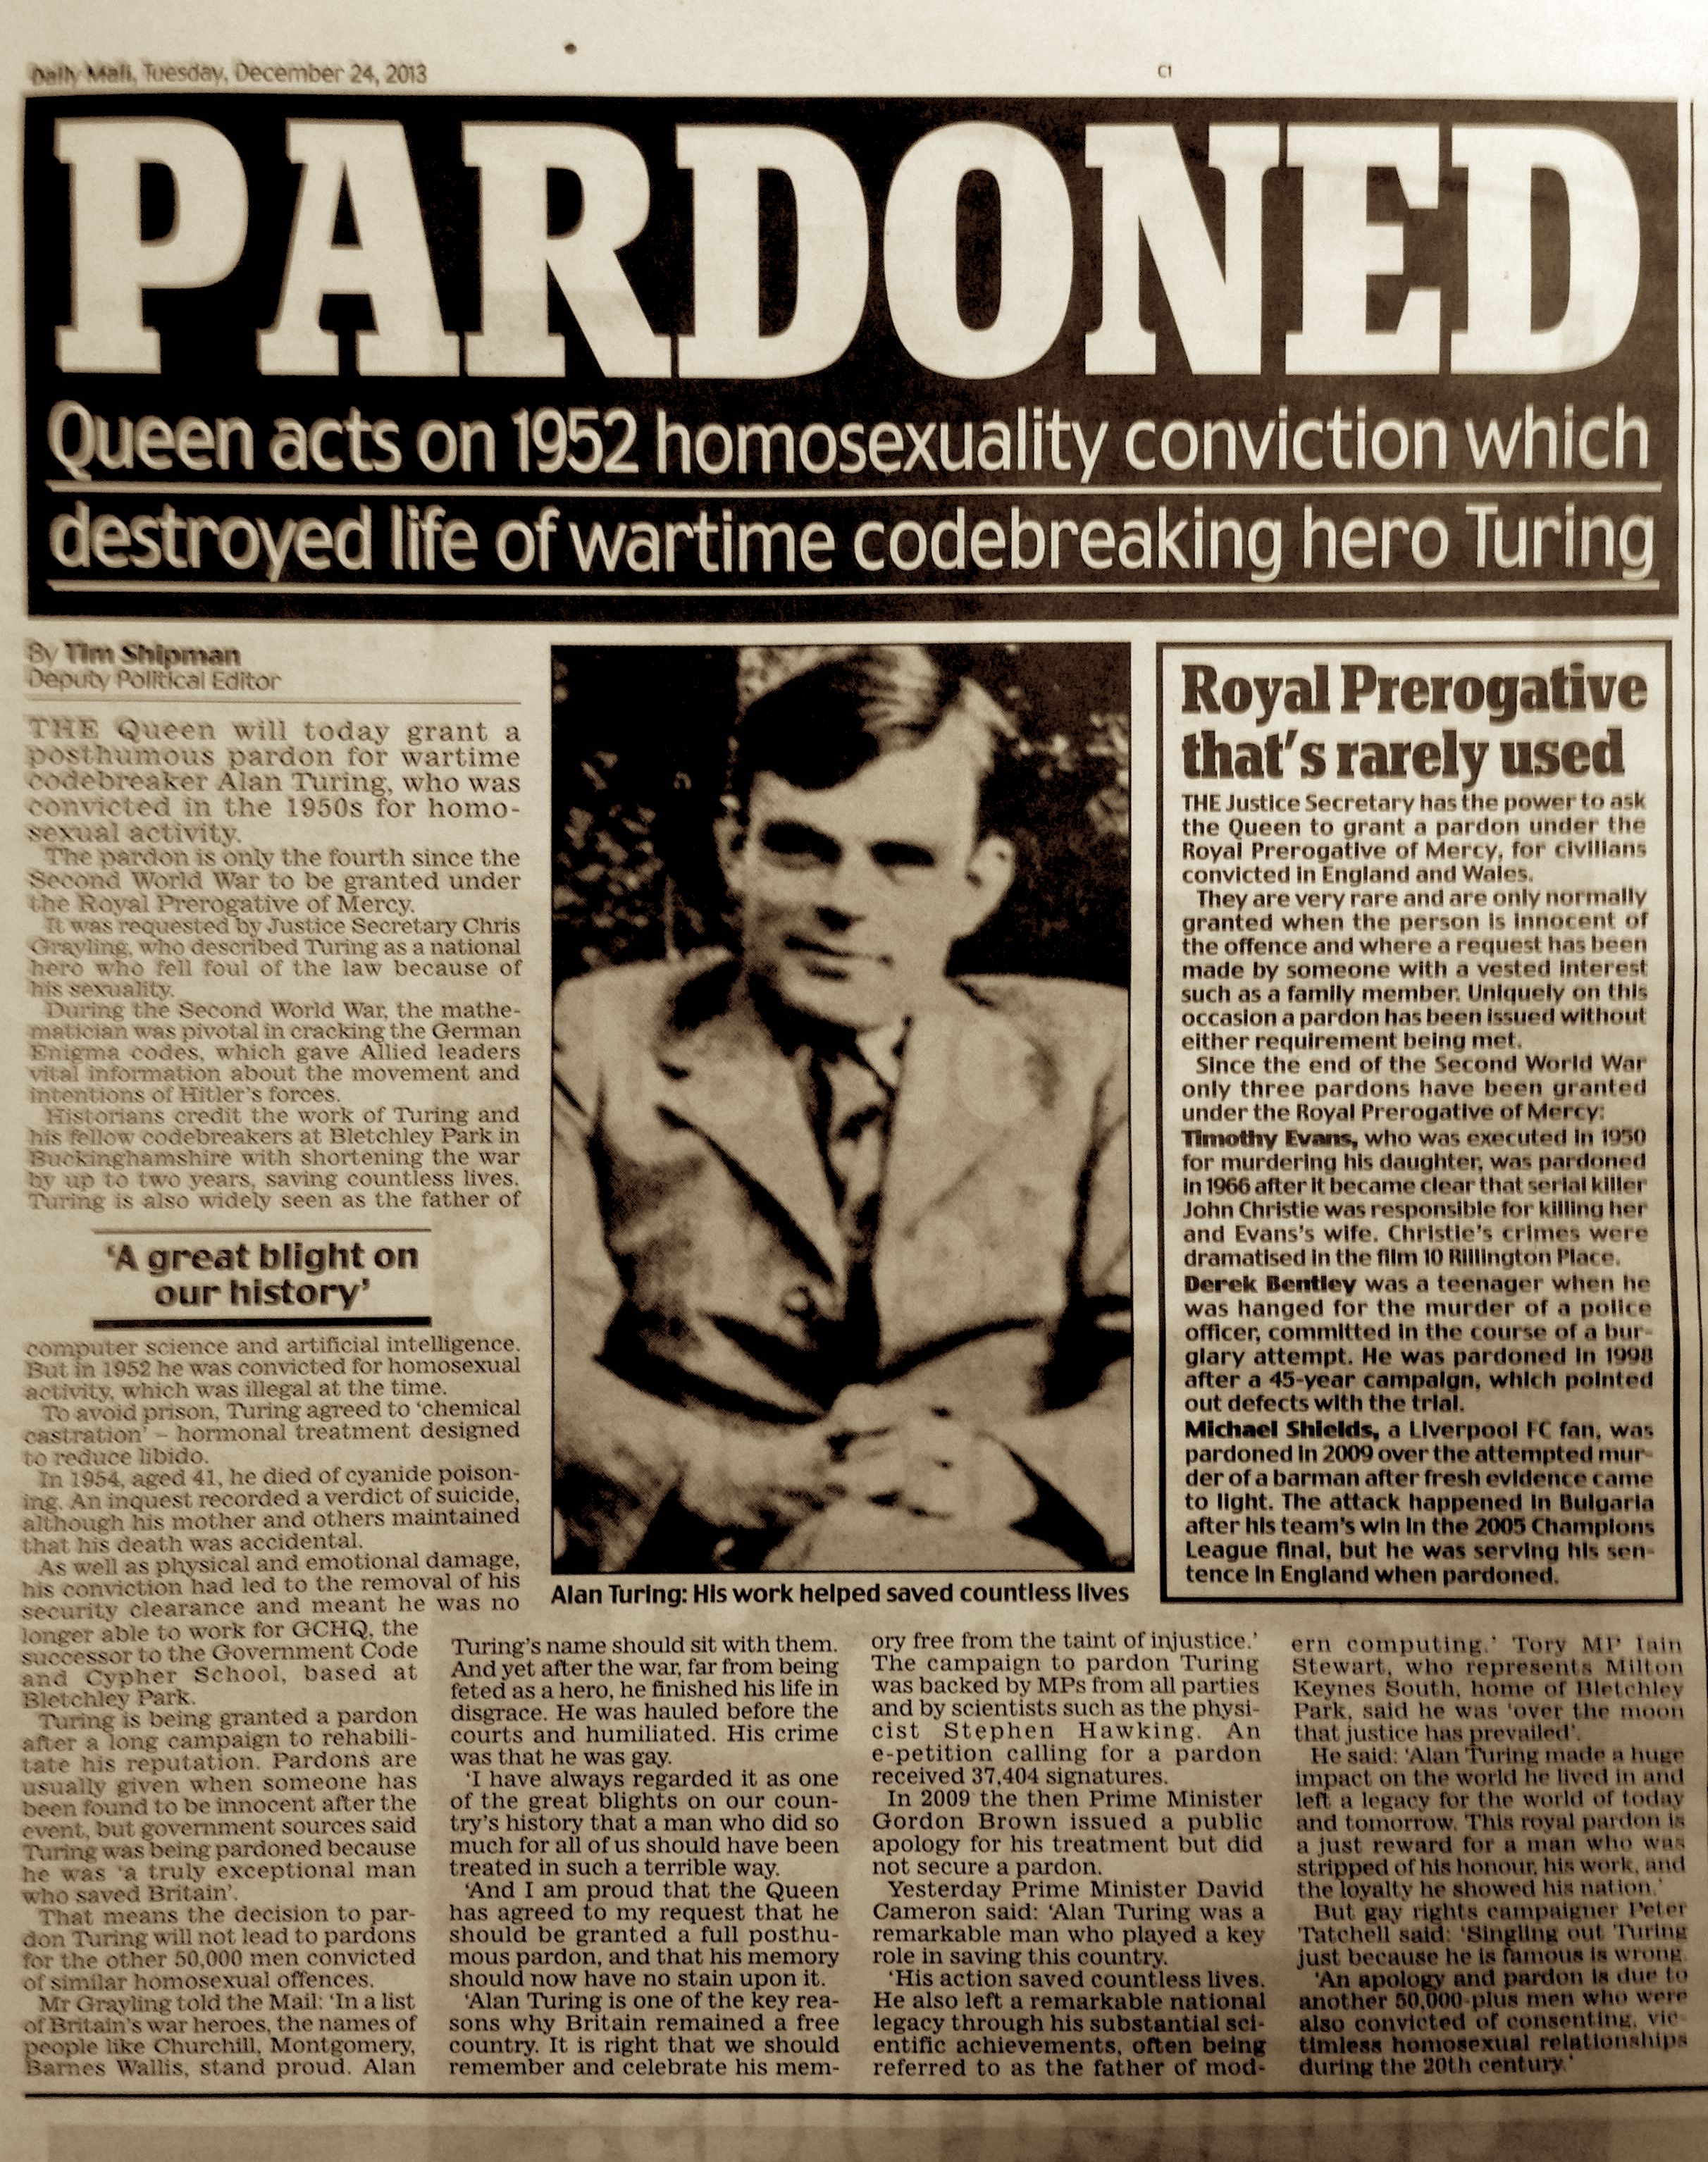 Daily Mail, Tuesday, December 24, 2013
C1
PARDONED
Queen acts on 1952 homosexuality conviction which
destroyed life of wartime codebreaking hero Turing
By Tim Shipman
Deputy Political Editor
THE Queen will today grant a
posthumous pardon for wartime
codebreaker Alan Turing, who was
convicted in the 1950s for homo-
sexual activity.
The pardon is only the fourth since the
Second World War to be granted under
the Royal Prerogative of Mercy.
It was requested by Justice Secretary Chris
Grayling, who described Turing as a national
hero who fell foul of the law because of
his sexuality.
During the Second World War, the mathe-
matician was pivotal in cracking the German
Enigma codes, which gave Allied leaders
vital information about the movement and
intentions of Hitler's forces.
Historians credit the work of Turing and
his fellow codebreakers at Bletchley Park in
Buckinghamshire with shortening the war
by up to two years, saving countless lives.
Turing is also widely seen as the father of
'A great blight on
our history'
computer science and artificial intelligence.
But in 1952 he was convicted for homosexual
activity, which was illegal at the time.
To avoid prison, Turing agreed to 'chemical
castration' – hormonal treatment designed
to reduce libido.
In 1954, aged 41, he died of cyanide poison-
ing. An inquest recorded a verdict of suicide,
although his mother and others maintained
that his death was accidental.
As well as physical and emotional damage,
his conviction had led to the removal of his
security clearance and meant he was no
longer able to work for GCHQ, the
successor to the Government Code
and Cypher School, based at
Bletchley Park.
Turing is being granted a pardon
after a long campaign to rehabili-
tate his reputation. Pardons are
usually given when someone has
been found to be innocent after the
event, but government sources said
Turing was being pardoned because
he was 'a truly exceptional man
who saved Britain'.
That means the decision to par-
don Turing will not lead to pardons
for the other 50,000 men convicted
of similar homosexual offences.
Mr Grayling told the Mail: 'In a list
of Britain's war heroes, the names of
people like Churchill, Montgomery,
Barnes Wallis, stand proud. Alan
Alan Turing: His work helped saved countless lives
Turing's name should sit with them.
And yet after the war, far from being
feted as a hero, he finished his life in
disgrace. He was hauled before the
courts and humiliated. His crime
was that he was gay.
'I have always regarded it as one
of the great blights on our coun-
try's history that a man who did so
much for all of us should have been
treated in such a terrible way.
'And I am proud that the Queen
has agreed to my request that he
should be granted a full posthu-
mous pardon, and that his memory
should now have no stain upon it.
'Alan Turing is one of the key rea-
sons why Britain remained a free
country. It is right that we should
remember and celebrate his mem-
ory free from the taint of injustice.'
The campaign to pardon Turing
was backed by MPs from all parties
and by scientists such as the physi-
cist Stephen Hawking. An
e-petition calling for a pardon
received 37,404 signatures.
In 2009 the then Prime Minister
Gordon Brown issued a public
apology for his treatment but did
not secure a pardon.
Yesterday Prime Minister David
Cameron said: 'Alan Turing was a
remarkable man who played a key
role in saving this country.
'His action saved countless lives.
He also left a remarkable national
legacy through his substantial sci-
entific achievements, often being
referred to as the father of mod-
ern computing.' Tory MP Iain
Stewart, who represents Milton
Keynes South, home of Bletchley
Park, said he was 'over the moon
that justice has prevailed'.
He said: 'Alan Turing made a huge
impact on the world he lived in and
left a legacy for the world of today
and tomorrow. This royal pardon is
a just reward for a man who was
stripped of his honour, his work, and
the loyalty he showed his nation.'
But gay rights campaigner Peter
Tatchell said: 'Singling out Turing
just because he is famous is wrong.
'An apology and pardon is due to
another 50,000-plus men who were
also convicted of consenting, vic-
timless homosexual relationships
during the 20th century.'
Royal Prerogative
that's rarely used
THE Justice Secretary has the power to ask
the Queen to grant a pardon under the
Royal Prerogative of Mercy, for civilians
convicted in England and Wales.
They are very rare and are only normally
granted when the person is innocent of
the offence and where a request has been
made by someone with a vested interest
such as a family member. Uniquely on this
occasion a pardon has been issued without
either requirement being met.
Since the end of the Second World War
only three pardons have been granted
under the Royal Prerogative of Mercy:
Timothy Evans, who was executed in 1950
for murdering his daughter, was pardoned
in 1966 after it became clear that serial killer
John Christie was responsible for killing her
and Evans's wife. Christie's crimes were
dramatised in the film 10 Rillington Place.
Derek Bentley was a teenager when he
was hanged for the murder of a police
officer, committed in the course of a bur-
glary attempt. He was pardoned in 1998
after a 45-year campaign, which pointed
out defects with the trial.
Michael Shields, a Liverpool FC fan, was
pardoned in 2009 over the attempted mur-
der of a barman after fresh evidence came
to light. The attack happened in Bulgaria
after his team's win in the 2005 Champions
League final, but he was serving his sen-
tence in England when pardoned.